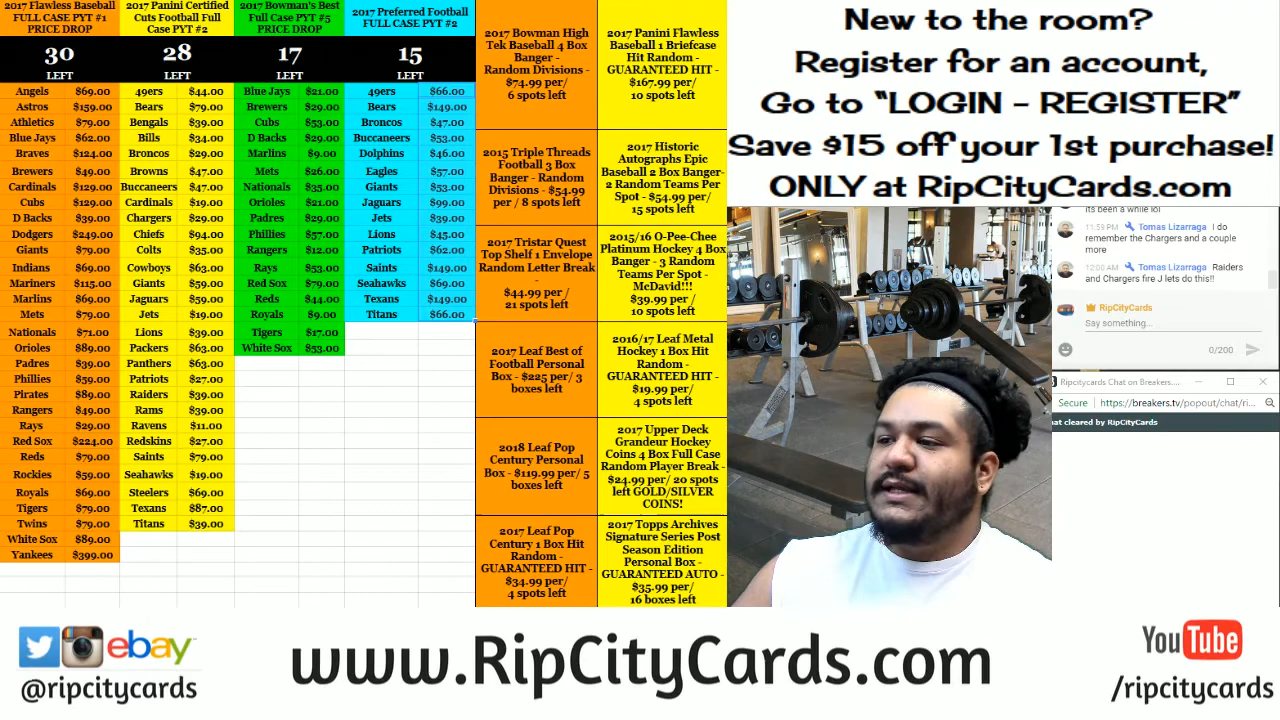 2017 Flawless Baseball
FULL CASE PYT #1
PRICE DROP
30
LEFT
Angels $69.00
Astros $159.00
Athletics $79.00
Blue Jays $62.00
Braves $124.00
Brewers $49.00
Cardinals $129.00
Cubs $129.00
D Backs $39.00
Dodgers $249.00
Giants $79.00
Indians $69.00
Mariners $115.00
Marlins $69.00
Mets $79.00
Nationals $71.00
Orioles $89.00
Padres $39.00
Phillies $59.00
Pirates $89.00
Rangers $49.00
Rays $29.00
Red Sox $224.00
Reds $79.00
Rockies $59.00
Royals $69.00
Tigers $79.00
Twins $79.00
White Sox $89.00
Yankees $399.00
2017 Panini Certified
Cuts Football Full
Case PYT #2
28
LEFT
49ers $44.00
Bears $79.00
Bengals $39.00
Bills $34.00
Broncos $29.00
Browns $47.00
Buccaneers $47.00
Cardinals $19.00
Chargers $29.00
Chiefs $94.00
Colts $35.00
Cowboys $63.00
Giants $59.00
Jaguars $59.00
Jets $19.00
Lions $39.00
Packers $63.00
Panthers $63.00
Patriots $27.00
Raiders $39.00
Rams $39.00
Ravens $11.00
Redskins $27.00
Saints $79.00
Seahawks $19.00
Steelers $69.00
Texans $87.00
Titans $39.00
2017 Bowman's Best
Full Case PYT #5
PRICE DROP
17
LEFT
Blue Jays $21.00
Brewers $29.00
Cubs $53.00
D Backs $29.00
Marlins $9.00
Mets $26.00
Nationals $35.00
Orioles $21.00
Padres $29.00
Phillies $57.00
Rangers $12.00
Rays $53.00
Red Sox $79.00
Reds $44.00
Royals $9.00
Tigers $17.00
White Sox $53.00
2017 Preferred Football
FULL CASE PYT #2
15
LEFT
49ers $66.00
Bears $149.00
Broncos $47.00
Buccaneers $53.00
Dolphins $46.00
Eagles $57.00
Giants $53.00
Jaguars $99.00
Jets $39.00
Lions $45.00
Patriots $62.00
Saints $149.00
Seahawks $69.00
Texans $149.00
Titans $66.00
2017 Bowman High
Tek Baseball 4 Box
Banger -
Random Divisions -
$74.99 per/
6 spots left
2015 Triple Threads
Football 3 Box
Banger - Random
Divisions - $54.99
per / 8 spots left
2017 Tristar Quest
Top Shelf 1 Envelope
Random Letter Break
-
$44.99 per/
21 spots left
2017 Leaf Best of
Football Personal
Box - $225 per/ 3
boxes left
2018 Leaf Pop
Century Personal
Box - $119.99 per/ 5
boxes left
2017 Leaf Pop
Century 1 Box Hit
Random -
GUARANTEED HIT -
$34.99 per/
4 spots left
2017 Panini Flawless
Baseball 1 Briefcase
Hit Random -
GUARANTEED HIT -
$167.99 per/
10 spots left
2017 Historic
Autographs Epic
Baseball 2 Box Banger-
2 Random Teams Per
Spot - $54.99 per/
15 spots left
2015/16 O-Pee-Chee
Platinum Hockey 4 Box
Banger - 3 Random
Teams Per Spot -
McDavid!!!
$39.99 per/
10 spots left
2016/17 Leaf Metal
Hockey 1 Box Hit
Random -
GUARANTEED HIT -
$19.99 per/
4 spots left
2017 Upper Deck
Grandeur Hockey
Coins 4 Box Full Case
Random Player Break -
$24.99 per/ 20 spots
left GOLD/SILVER
COINS!
2017 Topps Archives
Signature Series Post
Season Edition
Personal Box -
GUARANTEED AUTO -
$35.99 per/
16 boxes left
New to the room?
Register for an account,
Go to "LOGIN - REGISTER"
Save $15 off your 1st purchase!
ONLY at RipCityCards.com
its been a while lol
11:59 PM Tomas Lizarraga I do
remember the Chargers and a couple
more
12:00 AM Tomas Lizarraga Raiders
and Chargers fire J lets do this!!
RipCityCards
Say something...
0/200
Ripcitycards Chat on Breakers....
Secure https://breakers.tv/popout/chat/ri...
at cleared by RipCityCards
ebay
@ripcitycards
www.RipCityCards.com
YouTube
/ripcitycards